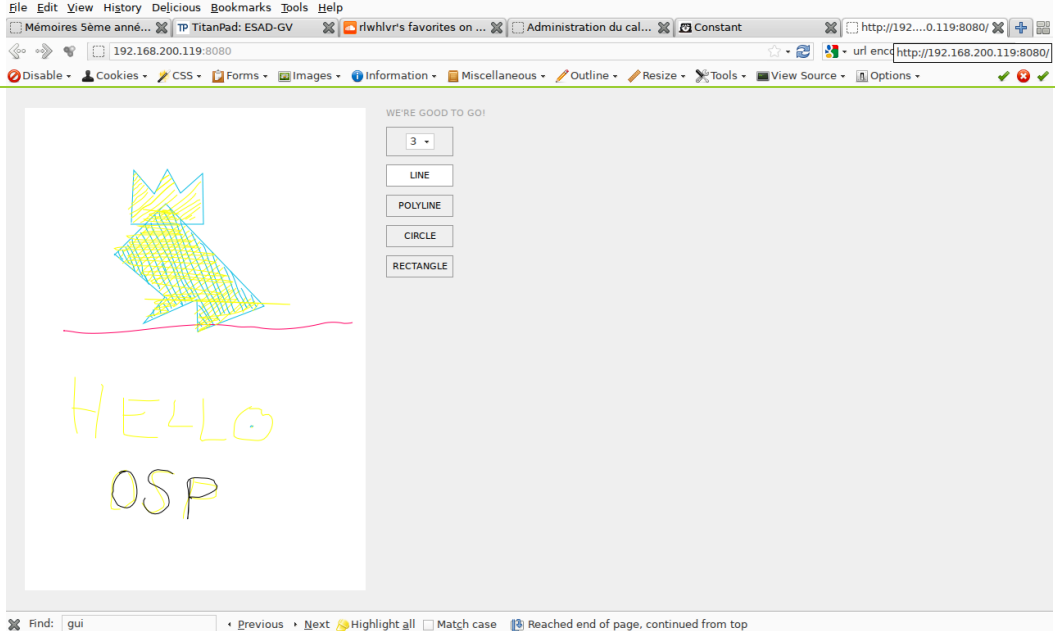 File Edit View History Delicious Bookmarks Tools Help
Mémoires 5ème anné... TP TitanPad: ESAD-GV rlwhlvr's favorites on ... Administration du cal... Constant http://192....0.119:8080/
192.168.200.119:8080 url enco http://192.168.200.119:8080/
Disable Cookies CSS Forms Images Information Miscellaneous Outline Resize Tools View Source Options
WE'RE GOOD TO GO!
3
LINE
POLYLINE
CIRCLE
RECTANGLE
HELLO
OSP
Find: gui Previous Next Highlight all Match case Reached end of page, continued from top